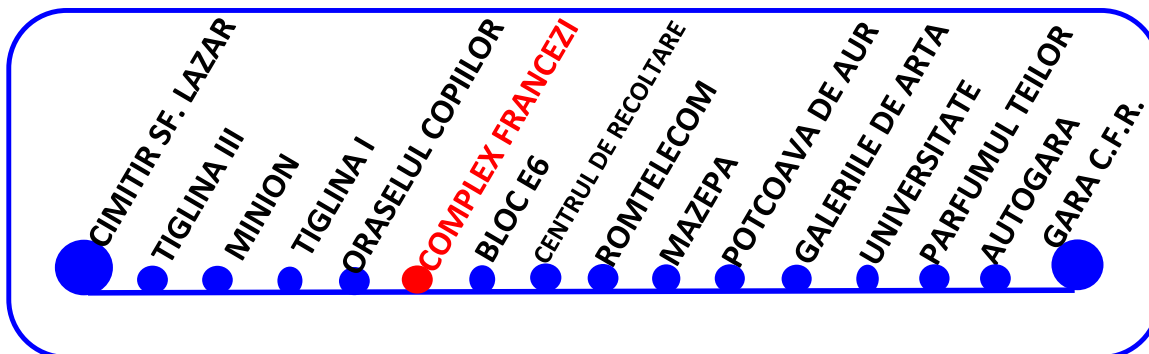 CIMITIR SF. LAZAR
TIGLINA III
MINION
TIGLINA I
ORASELUL COPIILOR
COMPLEX FRANCEZI
BLOC E6
CENTRUL DE RECOLTARE
ROMTELECOM
MAZEPA
POTCOAVA DE AUR
GALERIILE DE ARTA
UNIVERSITATE
PARFUMUL TEILOR
AUTOGARA
GARA C.F.R.